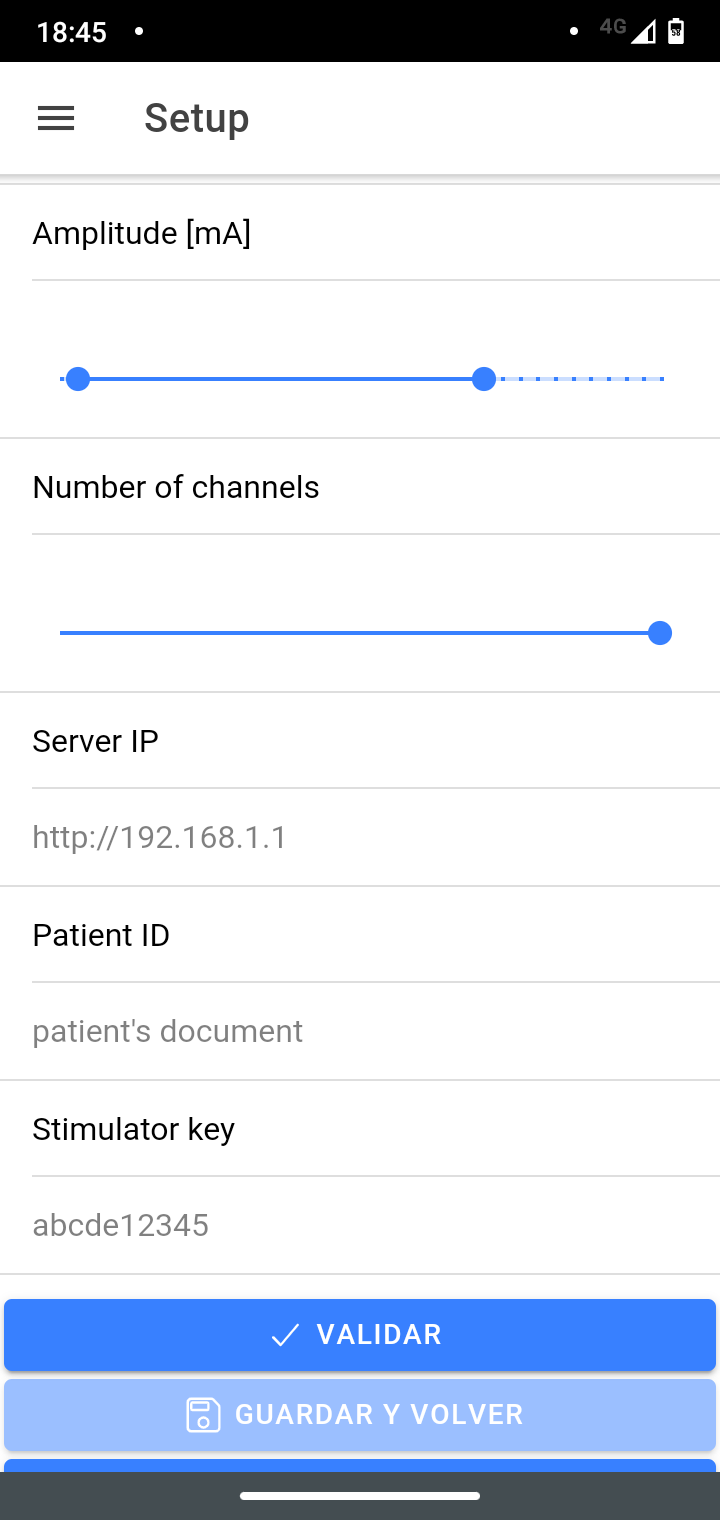 18:45
4G
58
Setup
Amplitude [mA]
Number of channels
Server IP
http://192.168.1.1
Patient ID
patient's document
Stimulator key
abcde12345
VALIDAR
GUARDAR Y VOLVER